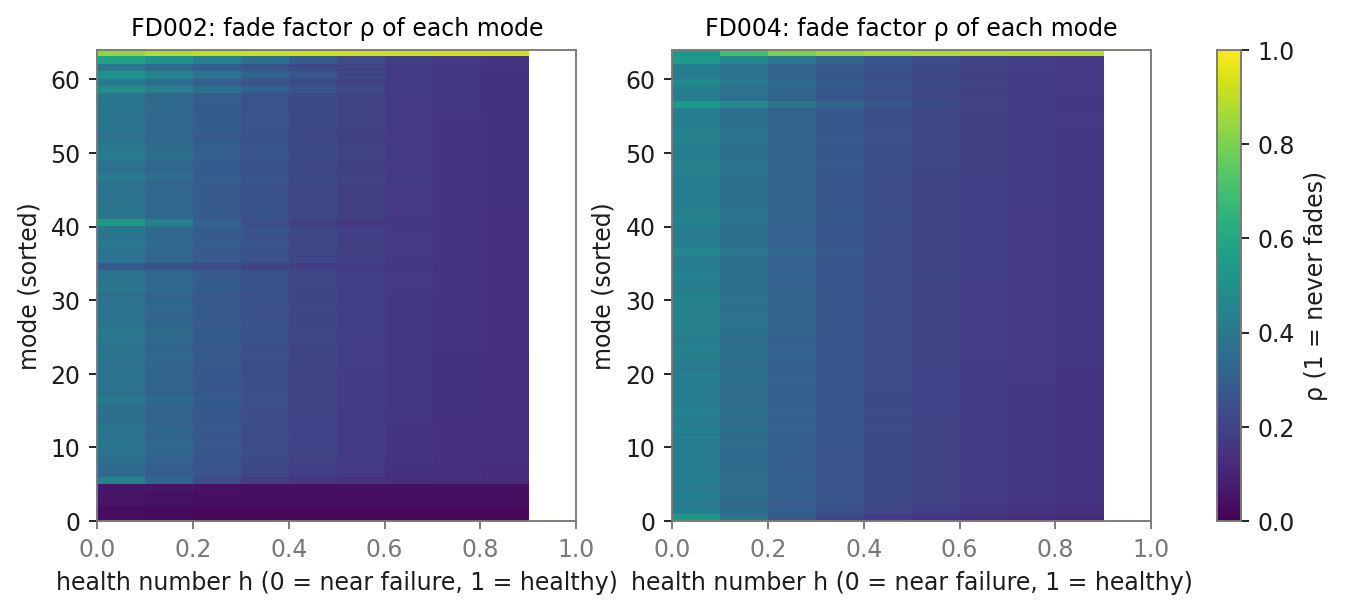 FD002: fade factor ρ of each mode
FD004: fade factor ρ of each mode
mode (sorted)
60
50
40
30
20
10
0
0.0 0.2 0.4 0.6 0.8 1.0
health number h (0 = near failure, 1 = healthy)
mode (sorted)
60
50
40
30
20
10
0
0.0 0.2 0.4 0.6 0.8 1.0
health number h (0 = near failure, 1 = healthy)
1.0
0.8
0.6
0.4
0.2
0.0
ρ (1 = never fades)